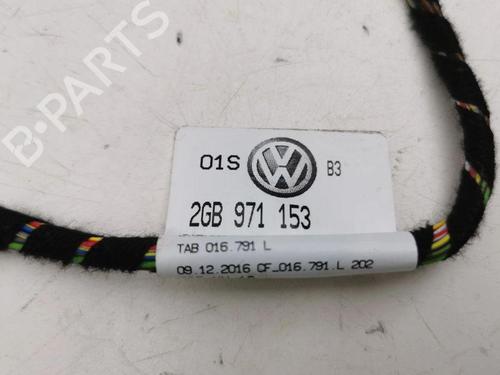 B-PARTS
01S
B3
2GB 971 153
TAB 016.791 L
09.12.2016 CF_016.791.L 202